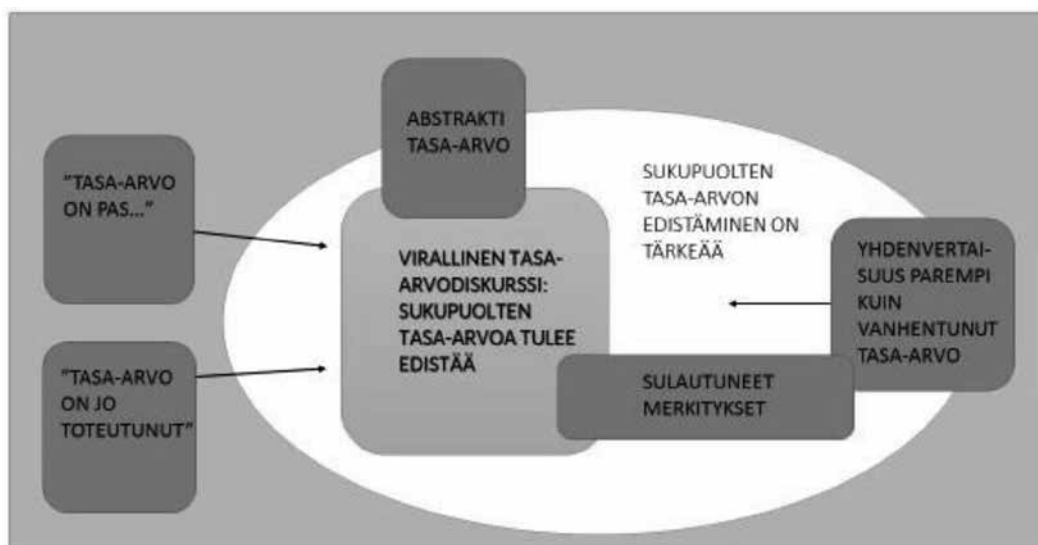 ABSTRAKTI
TASA-ARVO
"TASA-ARVO
ON PAS..."
SUKUPUOLTEN
TASA-ARVON
EDISTÄMINEN ON
TÄRKEÄÄ
VIRALLINEN TASA-
ARVODISKURSSI:
SUKUPUOLTEN
TASA-ARVOA TULEE
EDISTÄÄ
YHDENVERTAI-
SUUS PAREMPI
KUIN
VANHENTUNUT
TASA-ARVO
"TASA-ARVO
ON JO
TOTEUTUNUT"
SULAUTUNEET
MERKITYKSET